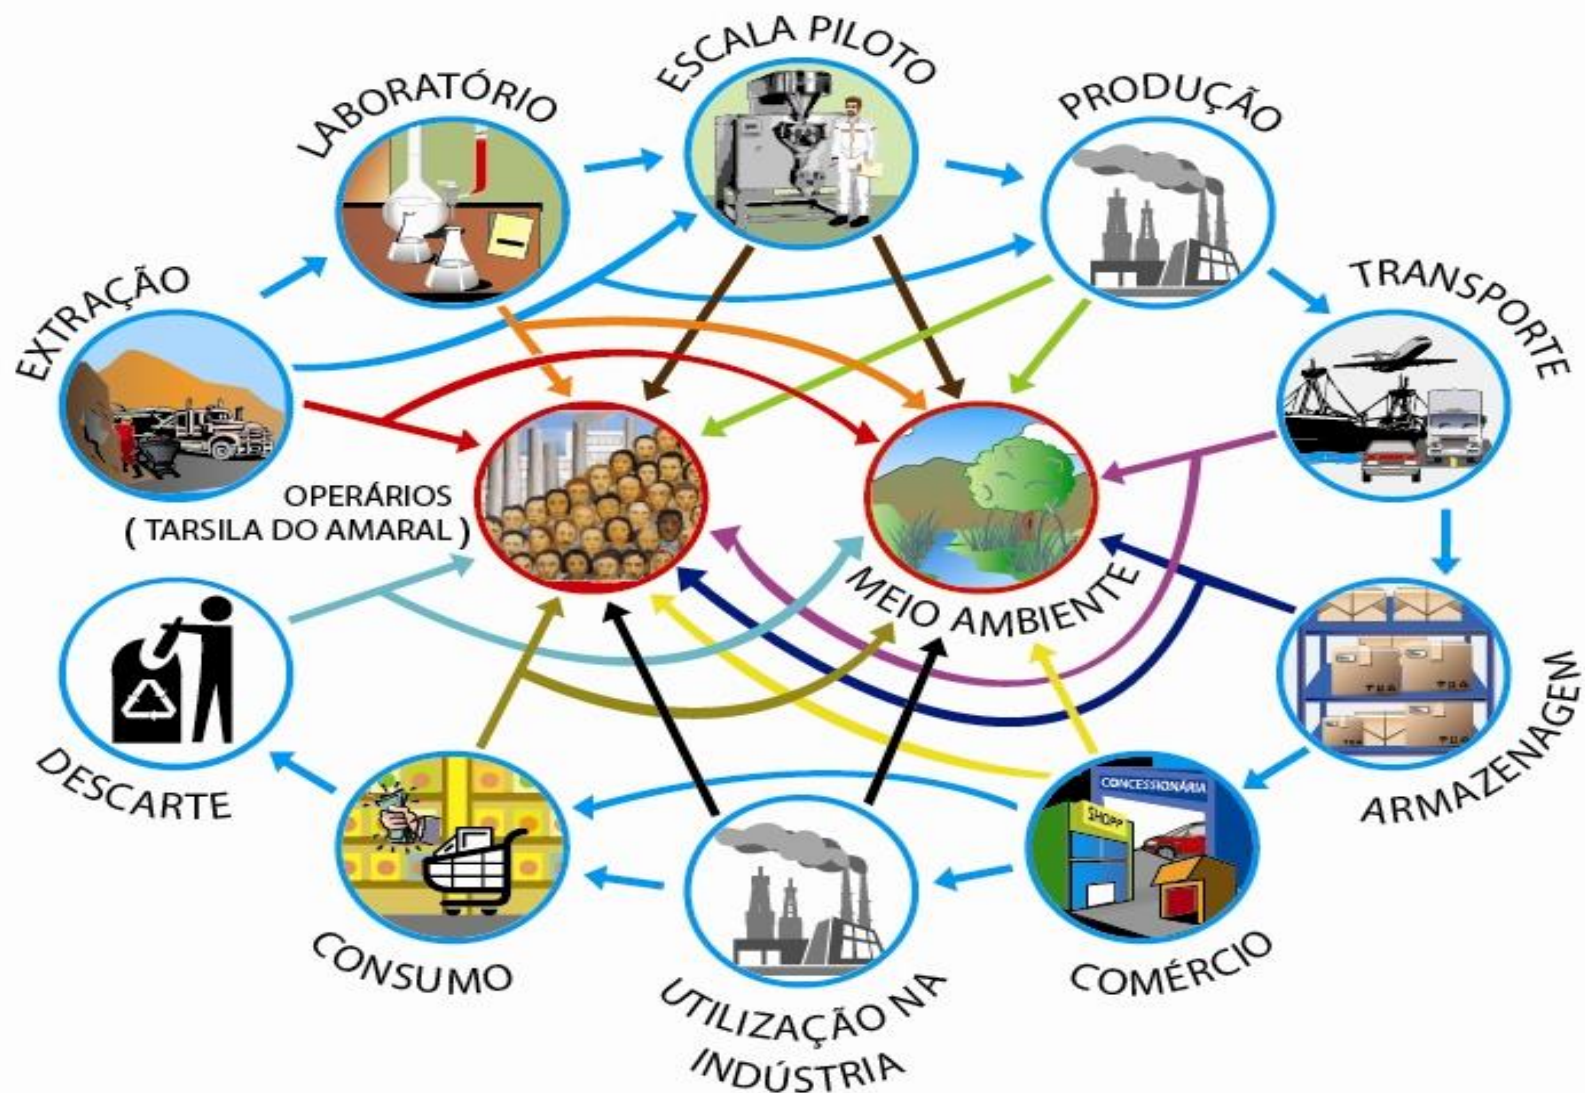 ESCALA PILOTO
LABORATÓRIO
PRODUÇÃO
EXTRAÇÃO
TRANSPORTE
OPERÁRIOS
( TARSILA DO AMARAL )
MEIO AMBIENTE
DESCARTE
ARMAZENAGEM
CONCESSIONÁRIA
SHOPP
CONSUMO
COMÉRCIO
UTILIZAÇÃO NA
INDÚSTRIA